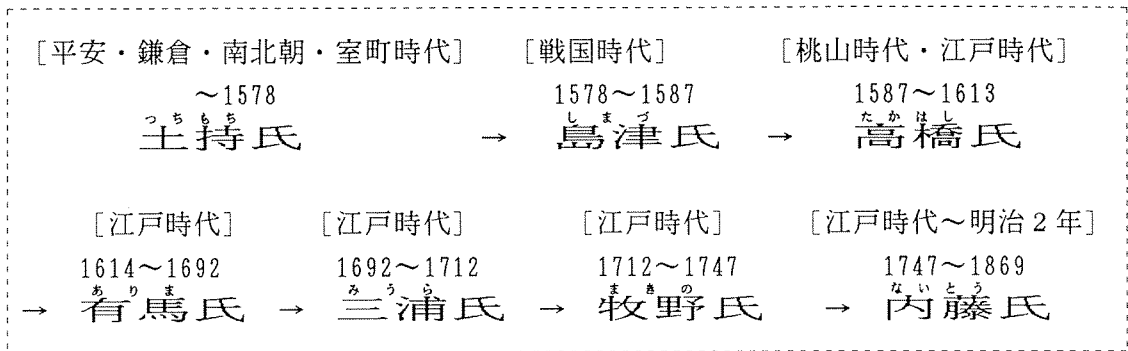 [平安・鎌倉・南北朝・室町時代] [戦国時代] [桃山時代・江戸時代]
～1578 1578～1587 1587～1613
つちもち しまづ たかはし
土持氏 → 島津氏 → 高橋氏
[江戸時代] [江戸時代] [江戸時代] [江戸時代～明治2年]
1614～1692 1692～1712 1712～1747 1747～1869
ありま みうら まきの ないとう
→ 有馬氏 → 三浦氏 → 牧野氏 → 内藤氏